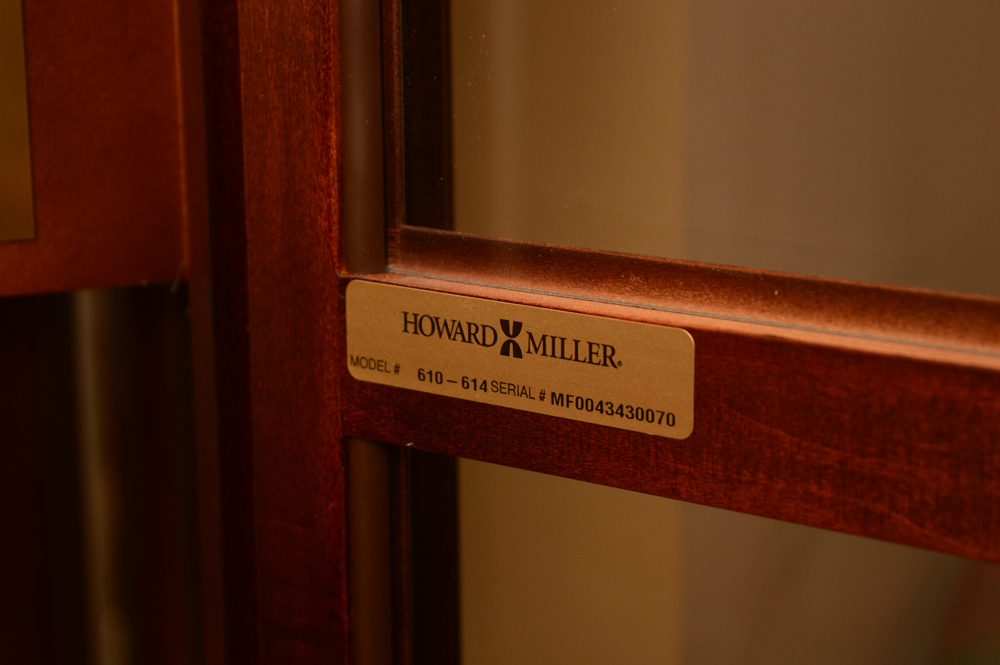 HOWARD MILLER®
MODEL # 610-614 SERIAL # MF0043430070